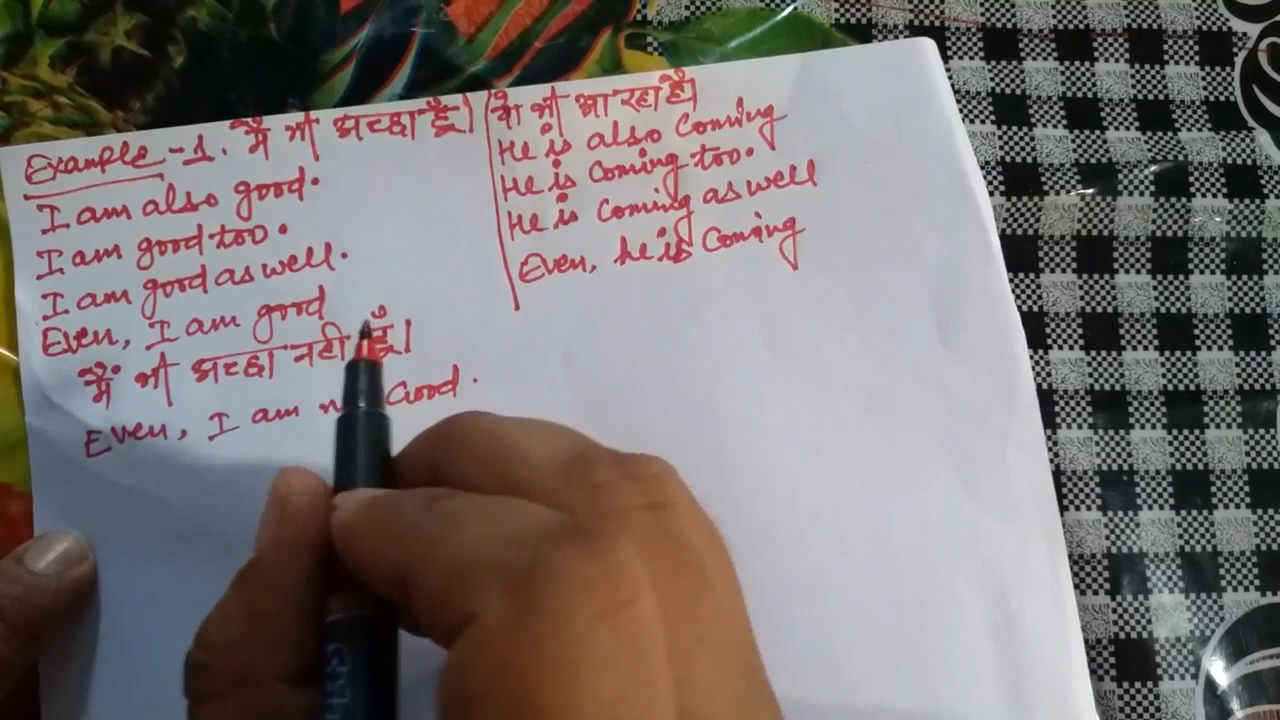 Example -1. मैं भी अच्छा हूँ।
I am also good.
I am good too.
I am good as well.
Even, I am good
मैं भी अच्छा नही हूँ।
Even, I am Good.
वो भी आ रहा है।
He is also coming
He is coming too.
He is coming as well
Even, he is coming